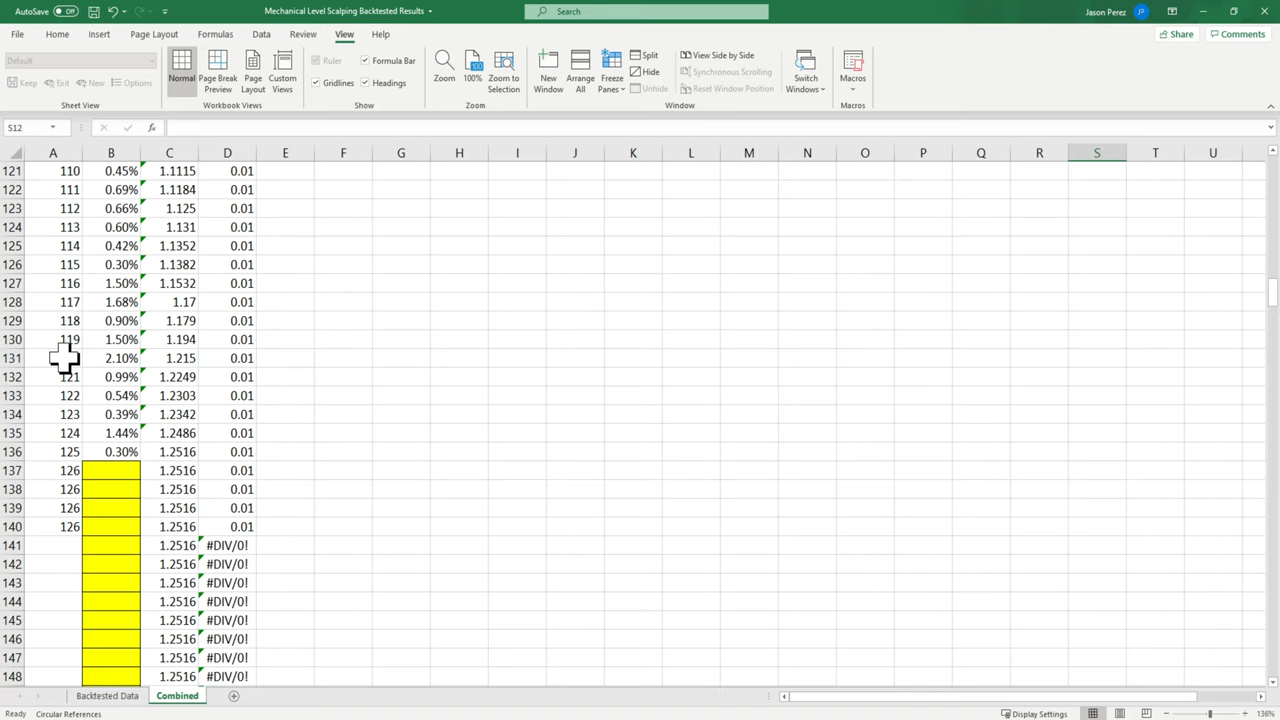 AutoSave Off Mechanical Level Scalping Backtested Results Search Jason Perez
File Home Insert Page Layout Formulas Data Review View Help Share Comments
Default
Keep Exit New Options
Sheet View
Normal Page Break Preview Page Layout Custom Views
Workbook Views
Ruler Formula Bar
Gridlines Headings
Show
Zoom 100% Zoom to Selection
Zoom
New Window Arrange All Freeze Panes
Split
Hide
Unhide
View Side by Side
Synchronous Scrolling
Reset Window Position
Window
Switch Windows
Macros
Macros
S12 fx
A B C D E F G H I J K L M N O P Q R S T U
121 110 0.45% 1.1115 0.01
122 111 0.69% 1.1184 0.01
123 112 0.66% 1.125 0.01
124 113 0.60% 1.131 0.01
125 114 0.42% 1.1352 0.01
126 115 0.30% 1.1382 0.01
127 116 1.50% 1.1532 0.01
128 117 1.68% 1.17 0.01
129 118 0.90% 1.179 0.01
130 119 1.50% 1.194 0.01
131 2.10% 1.215 0.01
132 121 0.99% 1.2249 0.01
133 122 0.54% 1.2303 0.01
134 123 0.39% 1.2342 0.01
135 124 1.44% 1.2486 0.01
136 125 0.30% 1.2516 0.01
137 126 1.2516 0.01
138 126 1.2516 0.01
139 126 1.2516 0.01
140 126 1.2516 0.01
141 1.2516 #DIV/0!
142 1.2516 #DIV/0!
143 1.2516 #DIV/0!
144 1.2516 #DIV/0!
145 1.2516 #DIV/0!
146 1.2516 #DIV/0!
147 1.2516 #DIV/0!
148 1.2516 #DIV/0!
Backtested Data Combined
Ready Circular References Display Settings 136%